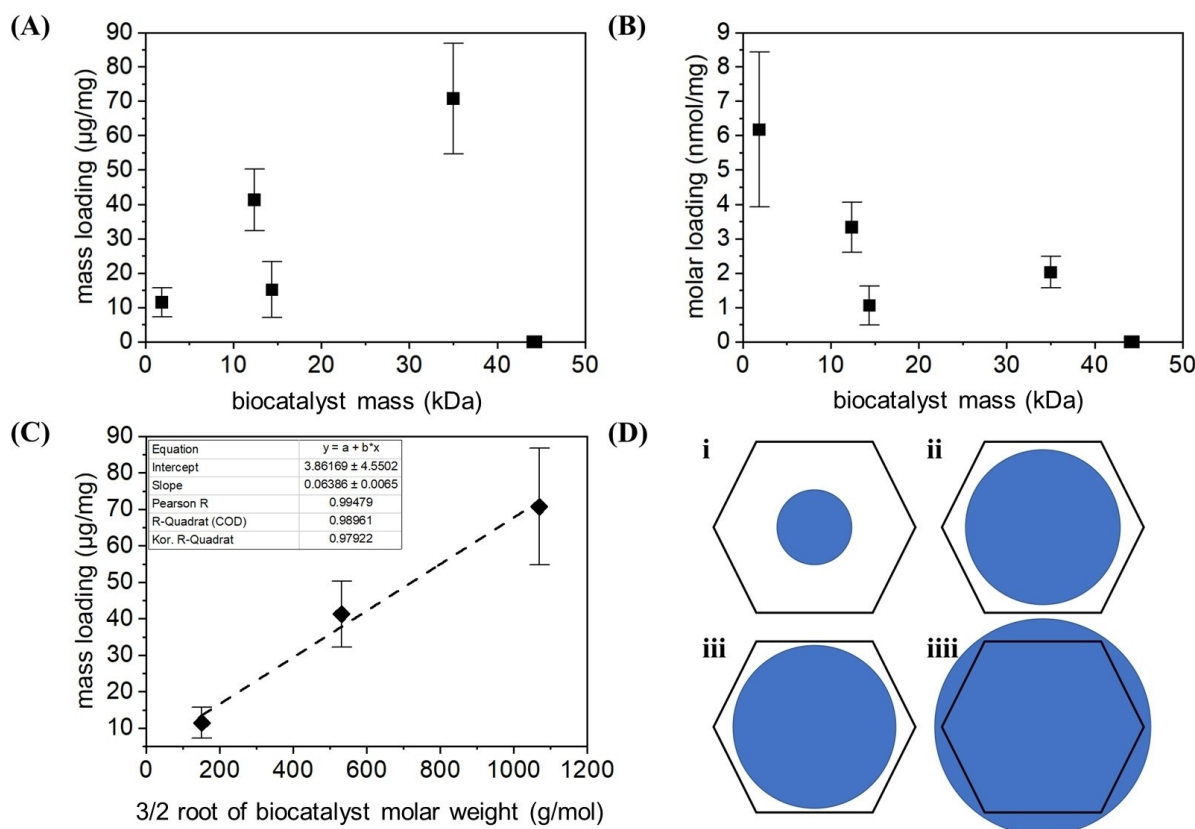 (A)
90
80
70
60
50
40
30
20
10
0
mass loading (µg/mg)
0 10 20 30 40 50
biocatalyst mass (kDa)
(B)
9
8
7
6
5
4
3
2
1
0
molar loading (nmol/mg)
0 10 20 30 40 50
biocatalyst mass (kDa)
(C)
90
80
70
60
50
40
30
20
10
mass loading (µg/mg)
Equation y = a + b*x
Intercept 3.86169 ± 4.5502
Slope 0.06386 ± 0.0065
Pearson R 0.99479
R-Quadrat (COD) 0.98961
Kor. R-Quadrat 0.97922
0 200 400 600 800 1000 1200
3/2 root of biocatalyst molar weight (g/mol)
(D)
i
ii
iii
iiii